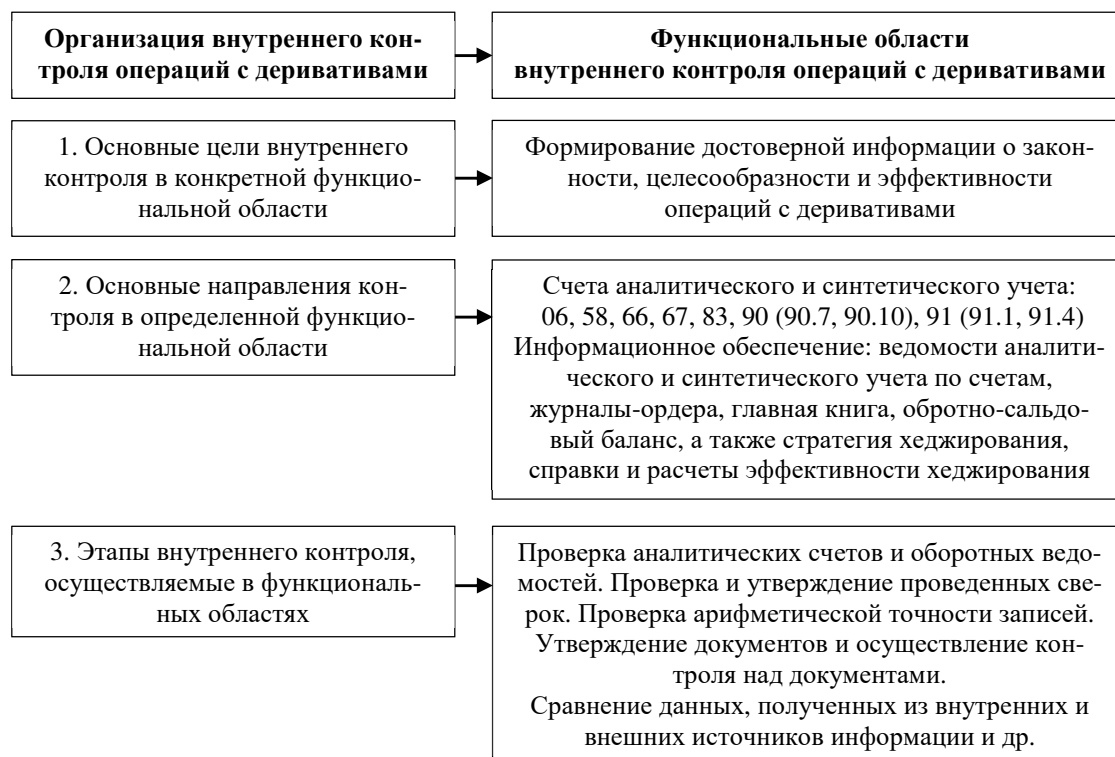 Организация внутреннего кон-
троля операций с деривативами
Функциональные области
внутреннего контроля операций с деривативами
1. Основные цели внутреннего
контроля в конкретной функцио-
нальной области
Формирование достоверной информации о закон-
ности, целесообразности и эффективности
операций с деривативами
2. Основные направления кон-
троля в определенной функцио-
нальной области
Счета аналитического и синтетического учета:
06, 58, 66, 67, 83, 90 (90.7, 90.10), 91 (91.1, 91.4)
Информационное обеспечение: ведомости аналити-
ческого и синтетического учета по счетам,
журналы-ордера, главная книга, обротно-сальдо-
вый баланс, а также стратегия хеджирования,
справки и расчеты эффективности хеджирования
3. Этапы внутреннего контроля,
осуществляемые в функциональ-
ных областях
Проверка аналитических счетов и оборотных ведо-
мостей. Проверка и утверждение проведенных све-
рок. Проверка арифметической точности записей.
Утверждение документов и осуществление кон-
троля над документами.
Сравнение данных, полученных из внутренних и
внешних источников информации и др.